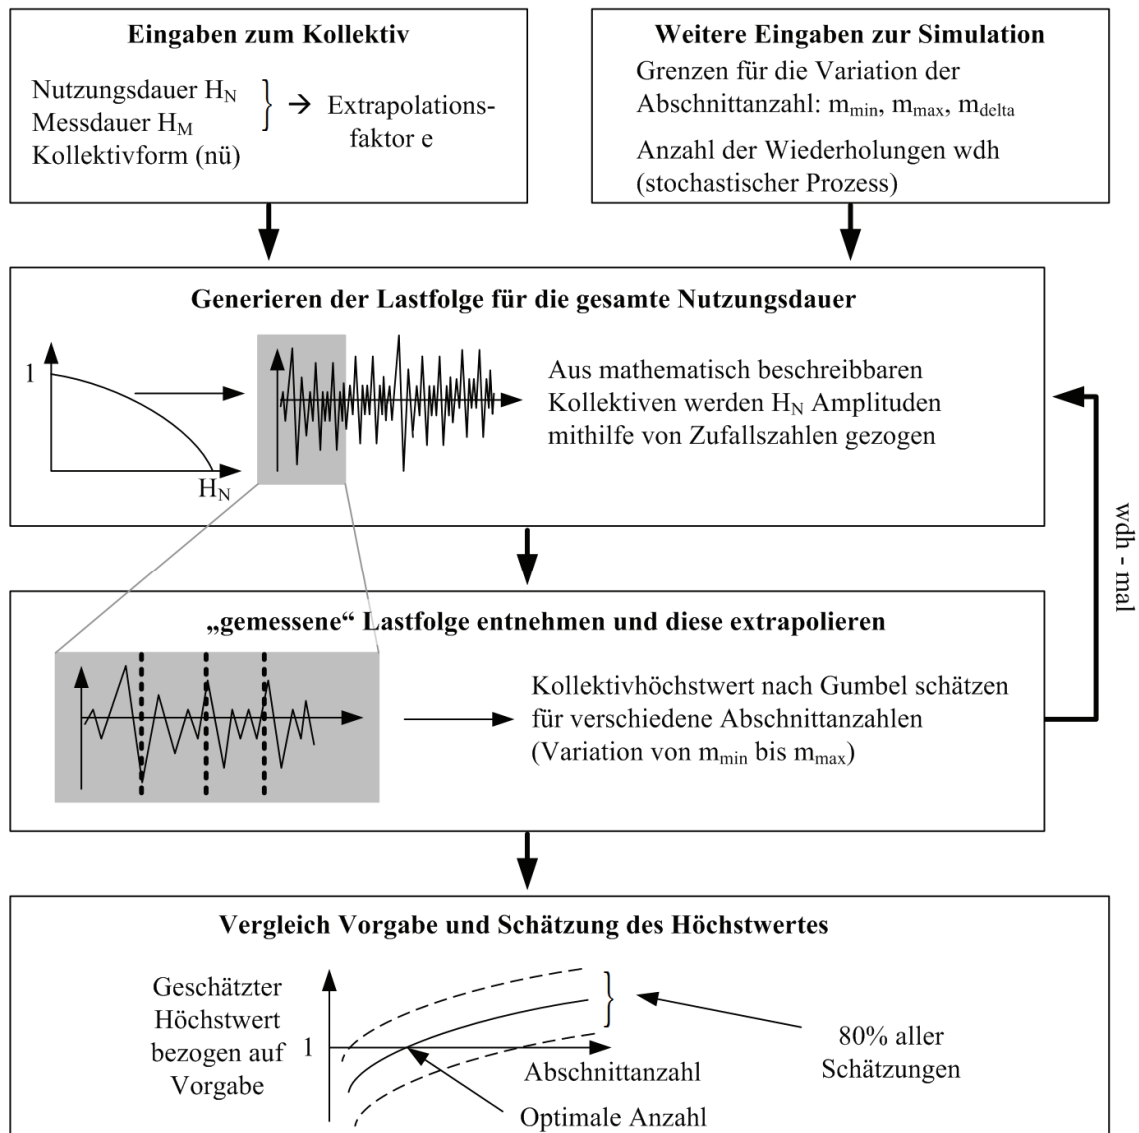 Eingaben zum Kollektiv
Nutzungsdauer H_N
Messdauer H_M
Kollektivform (nü)
} → Extrapolations-
faktor e
Weitere Eingaben zur Simulation
Grenzen für die Variation der
Abschnittanzahl: m_min, m_max, m_delta
Anzahl der Wiederholungen wdh
(stochastischer Prozess)
Generieren der Lastfolge für die gesamte Nutzungsdauer
1
H_N
Aus mathematisch beschreibbaren
Kollektiven werden H_N Amplituden
mithilfe von Zufallszahlen gezogen
wdh - mal
„gemessene“ Lastfolge entnehmen und diese extrapolieren
Kollektivhöchstwert nach Gumbel schätzen
für verschiedene Abschnittanzahlen
(Variation von m_min bis m_max)
Vergleich Vorgabe und Schätzung des Höchstwertes
Geschätzter
Höchstwert
bezogen auf
Vorgabe
1
}
Abschnittanzahl
Optimale Anzahl
80% aller
Schätzungen